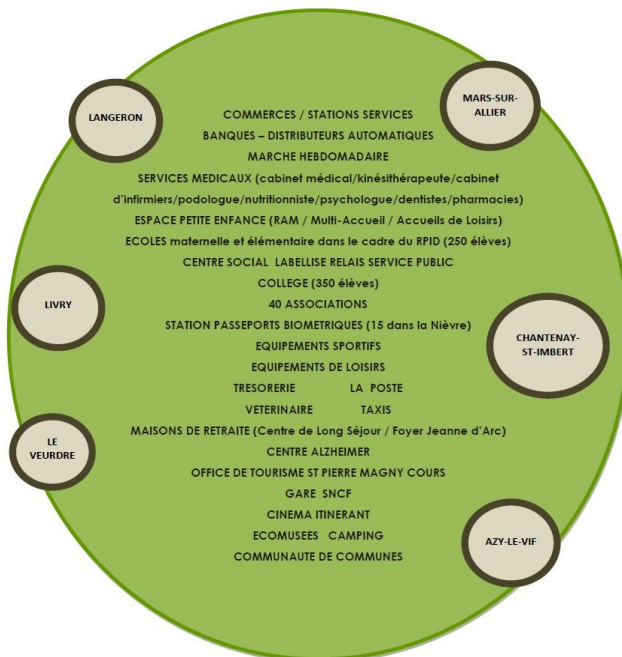 LANGERON
MARS-SUR-
ALLIER
COMMERCES / STATIONS SERVICES
BANQUES – DISTRIBUTEURS AUTOMATIQUES
MARCHE HEBDOMADAIRE
SERVICES MEDICAUX (cabinet médical/kinésithérapeute/cabinet
d'infirmiers/podologue/nutritionniste/psychologue/dentistes/pharmacies)
ESPACE PETITE ENFANCE (RAM / Multi-Accueil / Accueils de Loisirs)
ECOLES maternelle et élémentaire dans le cadre du RPID (250 élèves)
CENTRE SOCIAL LABELLISE RELAIS SERVICE PUBLIC
COLLEGE (350 élèves)
LIVRY
40 ASSOCIATIONS
STATION PASSEPORTS BIOMETRIQUES (15 dans la Nièvre)
CHANTENAY-
ST-IMBERT
EQUIPEMENTS SPORTIFS
EQUIPEMENTS DE LOISIRS
TRESORERIE LA POSTE
VETERINAIRE TAXIS
MAISONS DE RETRAITE (Centre de Long Séjour / Foyer Jeanne d'Arc)
LE
VEURDRE
CENTRE ALZHEIMER
OFFICE DE TOURISME ST PIERRE MAGNY COURS
GARE SNCF
CINEMA ITINERANT
ECOMUSEES CAMPING
AZY-LE-VIF
COMMUNAUTE DE COMMUNES